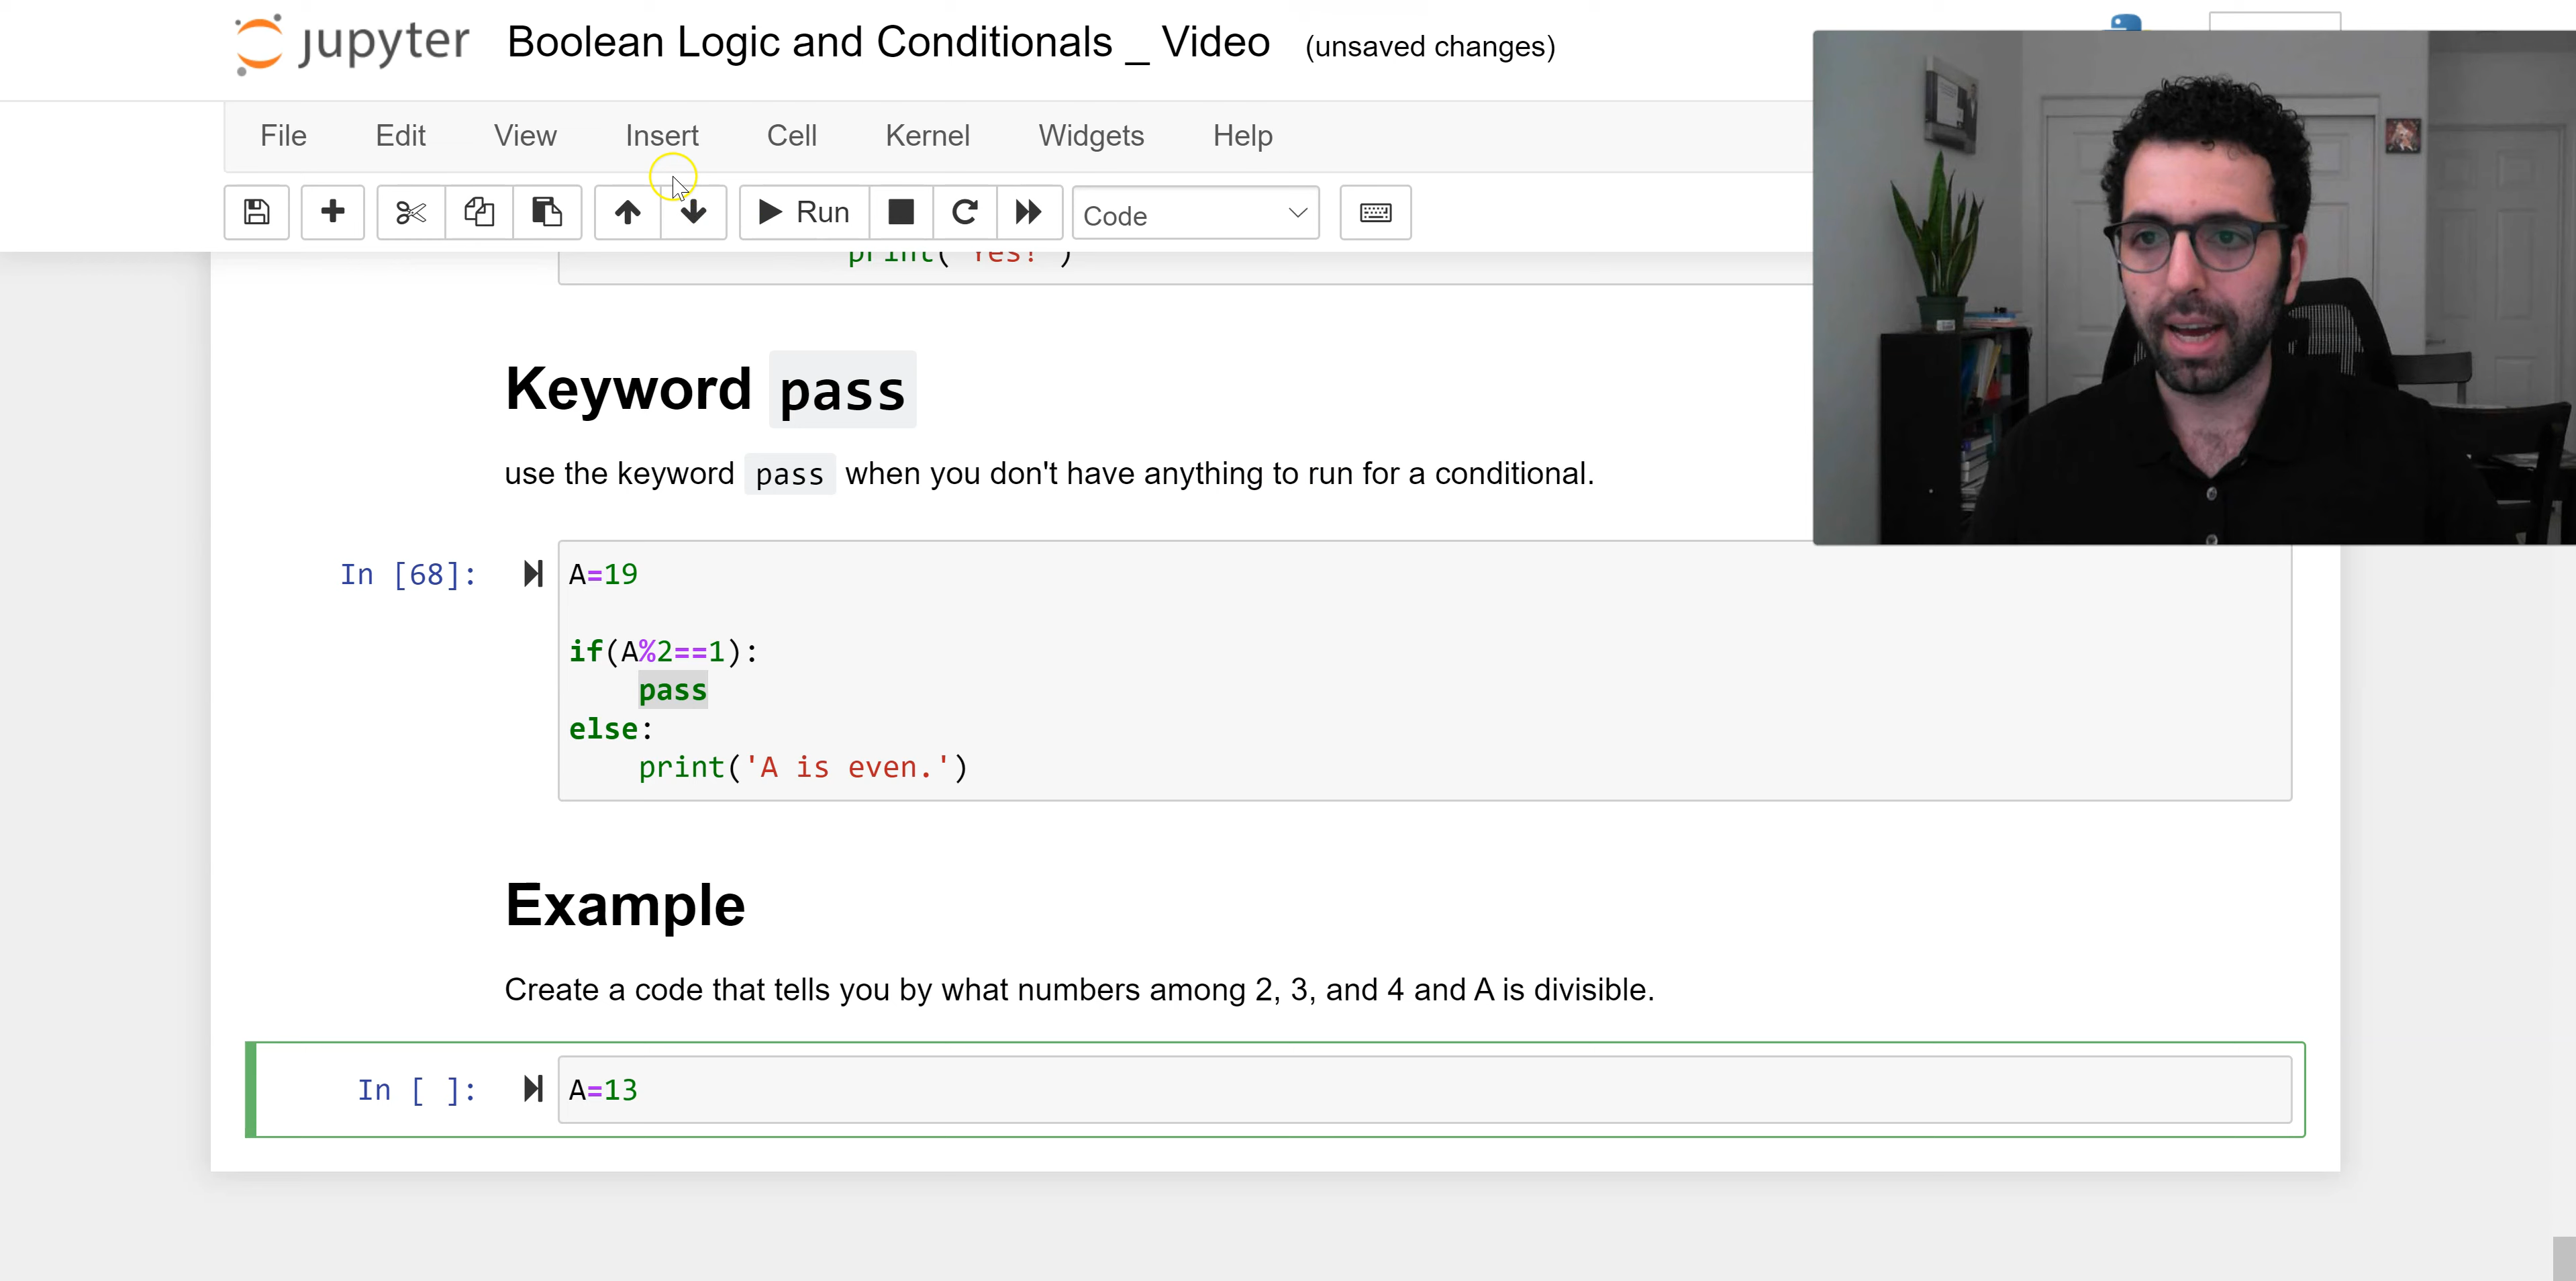 jupyter Boolean Logic and Conditionals _ Video (unsaved changes)
File Edit View Insert Cell Kernel Widgets Help
Run Code
print('Yes!')
Keyword pass
use the keyword pass when you don't have anything to run for a conditional.
In [68]: A=19
if(A%2==1):
pass
else:
print('A is even.')
Example
Create a code that tells you by what numbers among 2, 3, and 4 and A is divisible.
In [ ]: A=13